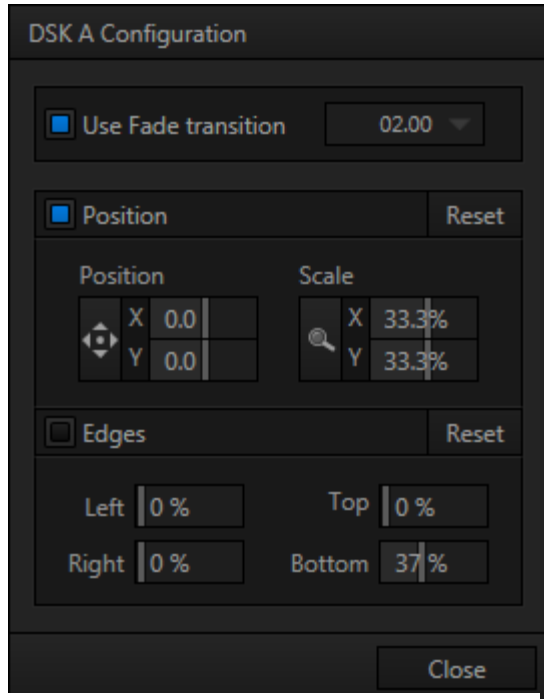 DSK A Configuration
Use Fade transition 02.00
Position Reset
Position Scale
X 0.0 X 33.3%
Y 0.0 Y 33.3%
Edges Reset
Left 0 % Top 0 %
Right 0 % Bottom 37 %
Close